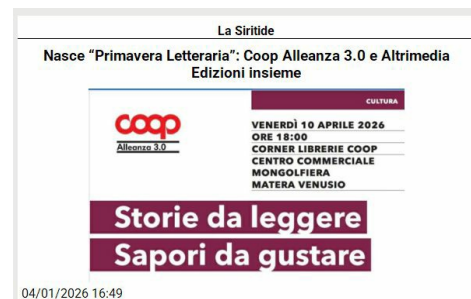 La Siritide
Nasce “Primavera Letteraria”: Coop Alleanza 3.0 e Altrimedia
Edizioni insieme
CULTURA
coop
Alleanza 3.0
VENERDÌ 10 APRILE 2026
ORE 18:00
CORNER LIBRERIE COOP
CENTRO COMMERCIALE
MONGOLFIERA
MATERA VENUSIO
Storie da leggere
Sapori da gustare
04/01/2026 16:49